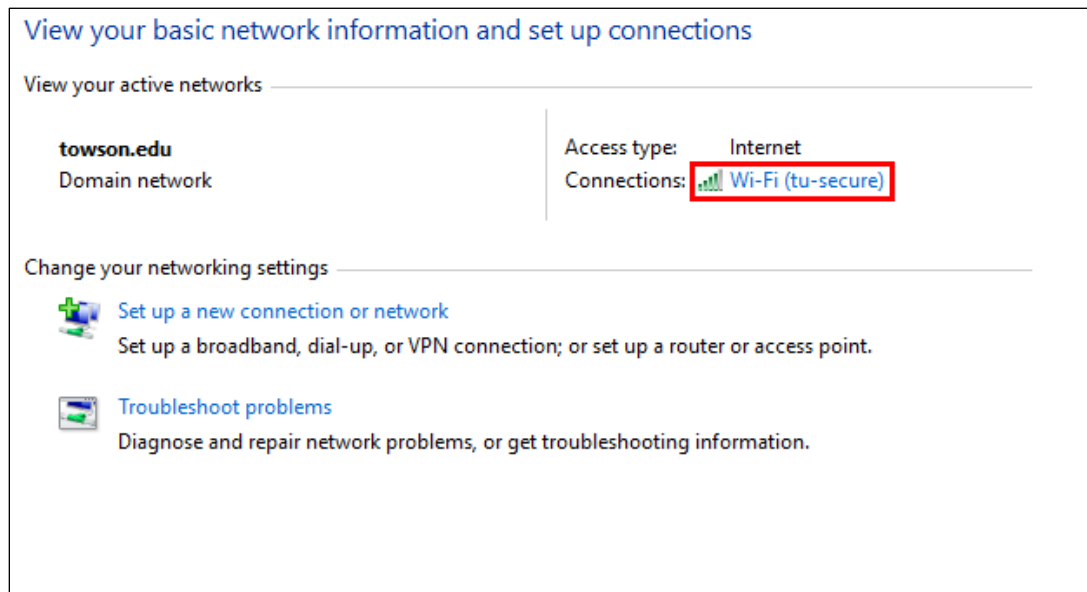 View your basic network information and set up connections
View your active networks
towson.edu
Domain network
Access type: Internet
Connections: Wi-Fi (tu-secure)
Change your networking settings
Set up a new connection or network
Set up a broadband, dial-up, or VPN connection; or set up a router or access point.
Troubleshoot problems
Diagnose and repair network problems, or get troubleshooting information.